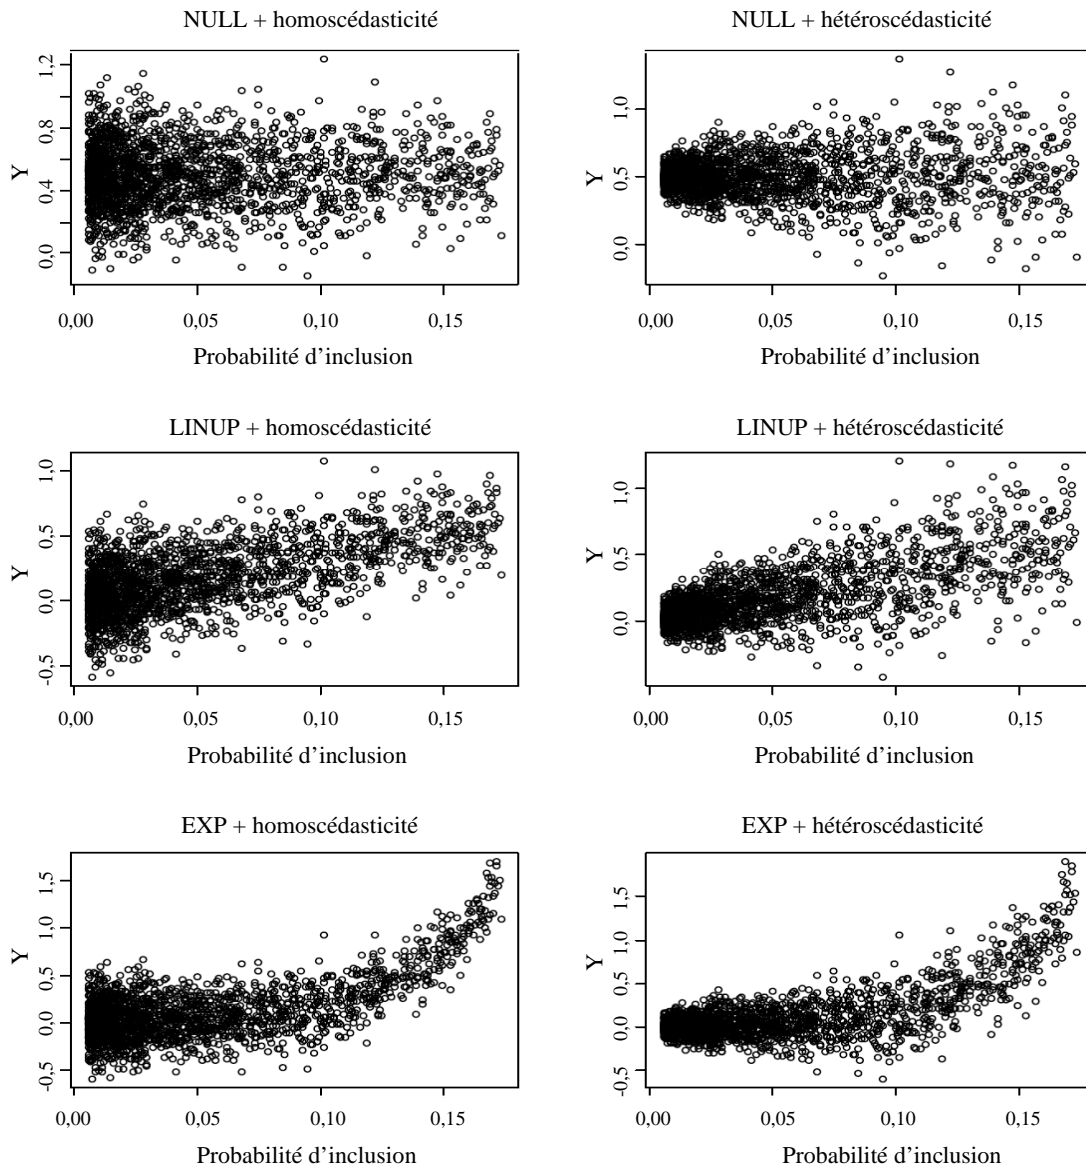 NULL + homoscédasticité
Y
0,0
0,4
0,8
1,2
0,00
0,05
0,10
0,15
Probabilité d’inclusion
NULL + hétéroscédasticité
Y
0,0
0,5
1,0
0,00
0,05
0,10
0,15
Probabilité d’inclusion
LINUP + homoscédasticité
Y
-0,5
0,0
0,5
1,0
0,00
0,05
0,10
0,15
Probabilité d’inclusion
LINUP + hétéroscédasticité
Y
0,0
0,5
1,0
0,00
0,05
0,10
0,15
Probabilité d’inclusion
EXP + homoscédasticité
Y
-0,5
0,0
0,5
1,0
1,5
0,00
0,05
0,10
0,15
Probabilité d’inclusion
EXP + hétéroscédasticité
Y
-0,5
0,0
0,5
1,0
1,5
0,00
0,05
0,10
0,15
Probabilité d’inclusion